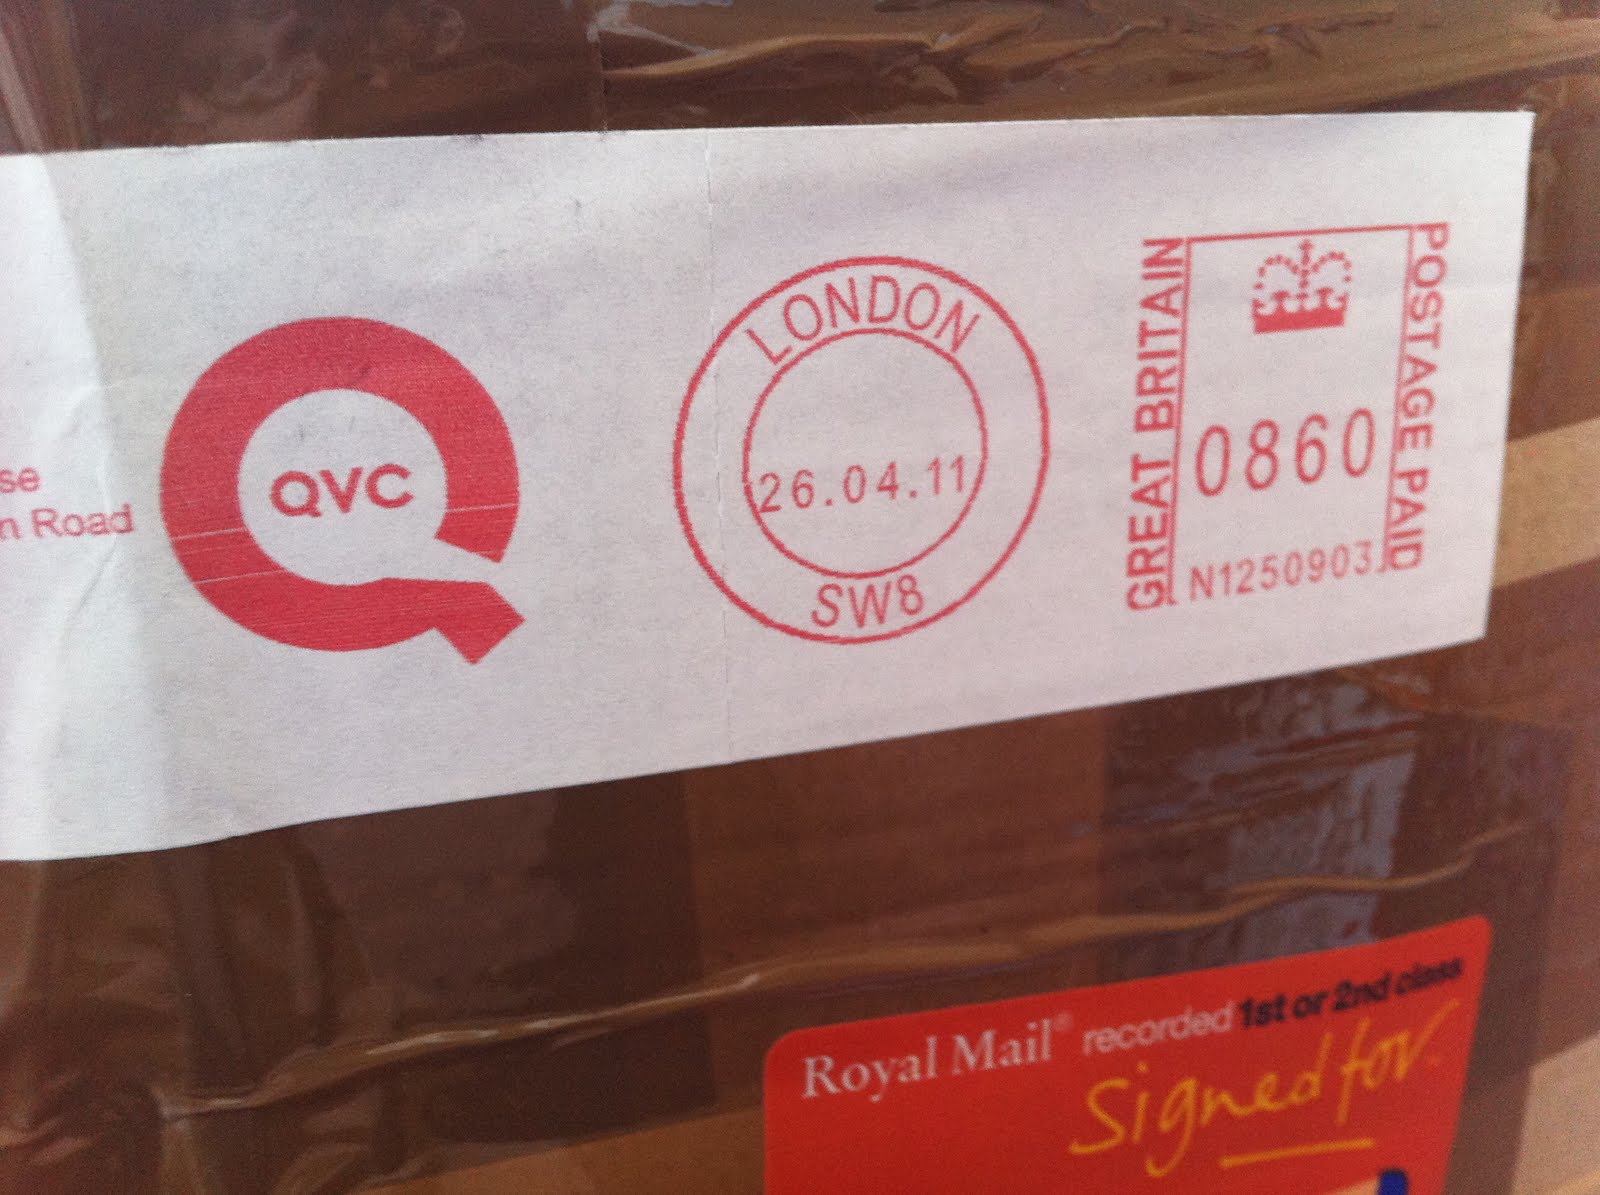 se
n Road
QVC
LONDON
26.04.11
SW8
GREAT BRITAIN
0860
N1250903
POSTAGE PAID
Royal Mail® recorded 1st or 2nd class
Signed for